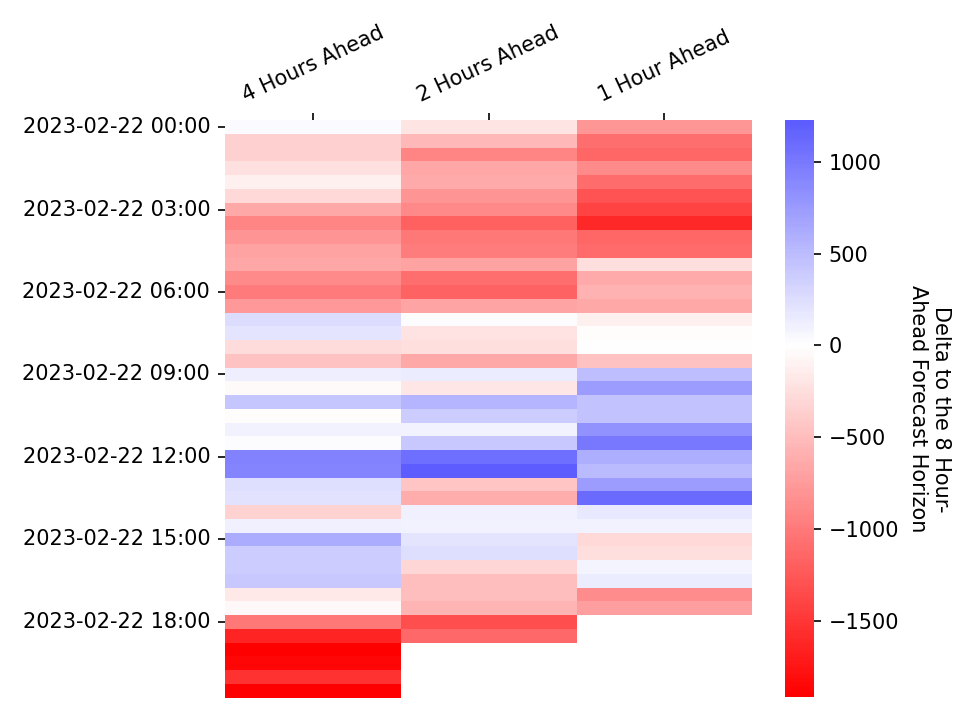 4 Hours Ahead
2 Hours Ahead
1 Hour Ahead
2023-02-22 00:00
2023-02-22 03:00
2023-02-22 06:00
2023-02-22 09:00
2023-02-22 12:00
2023-02-22 15:00
2023-02-22 18:00
1000
500
0
−500
−1000
−1500
Delta to the 8 Hour-
Ahead Forecast Horizon